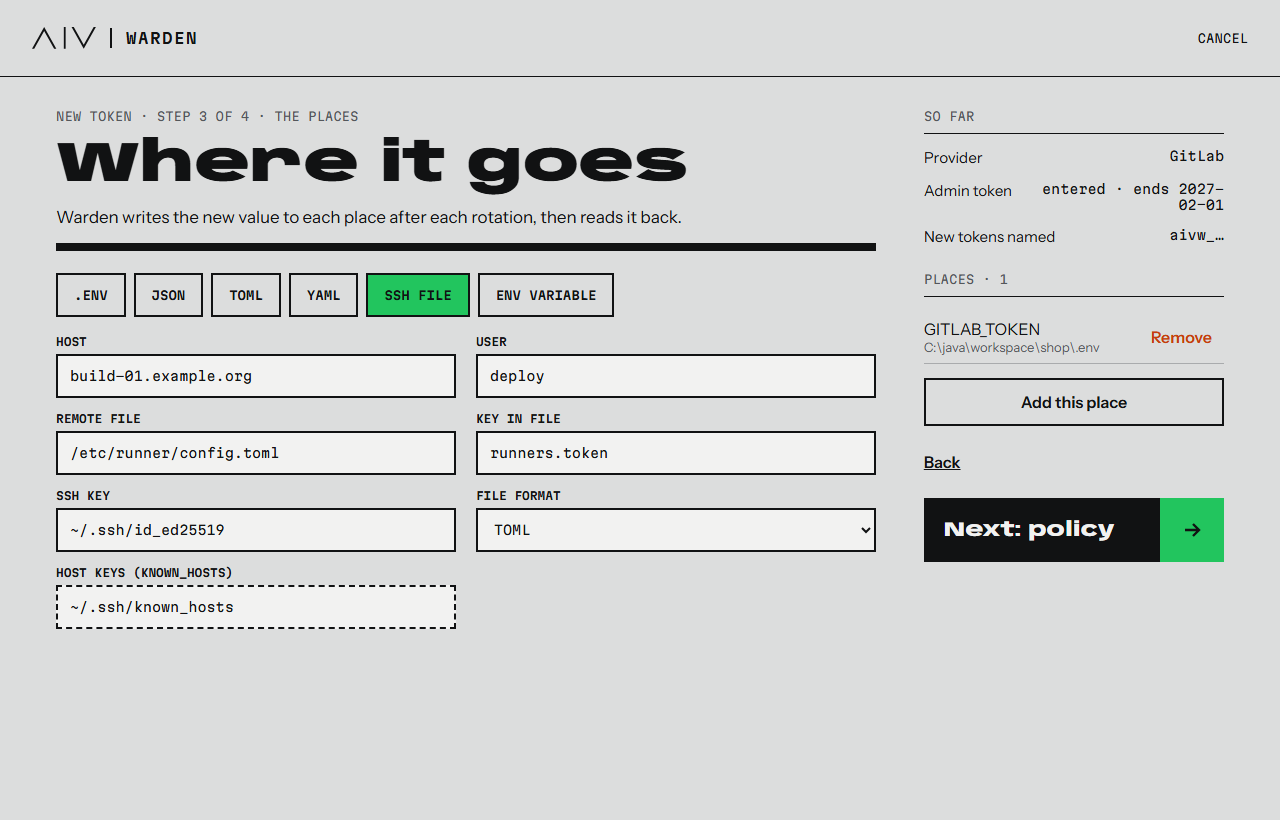 AIV | WARDEN
CANCEL
NEW TOKEN · STEP 3 OF 4 · THE PLACES
Where it goes
Warden writes the new value to each place after each rotation, then reads it back.
.ENV
JSON
TOML
YAML
SSH FILE
ENV VARIABLE
HOST
USER
build-01.example.org
deploy
REMOTE FILE
KEY IN FILE
/etc/runner/config.toml
runners.token
SSH KEY
FILE FORMAT
~/.ssh/id_ed25519
TOML
HOST KEYS (KNOWN_HOSTS)
~/.ssh/known_hosts
SO FAR
Provider
GitLab
Admin token
entered · ends 2027-
02-01
New tokens named
aivw_…
PLACES · 1
GITLAB_TOKEN
C:\java\workspace\shop\.env
Remove
Add this place
Back
Next: policy →